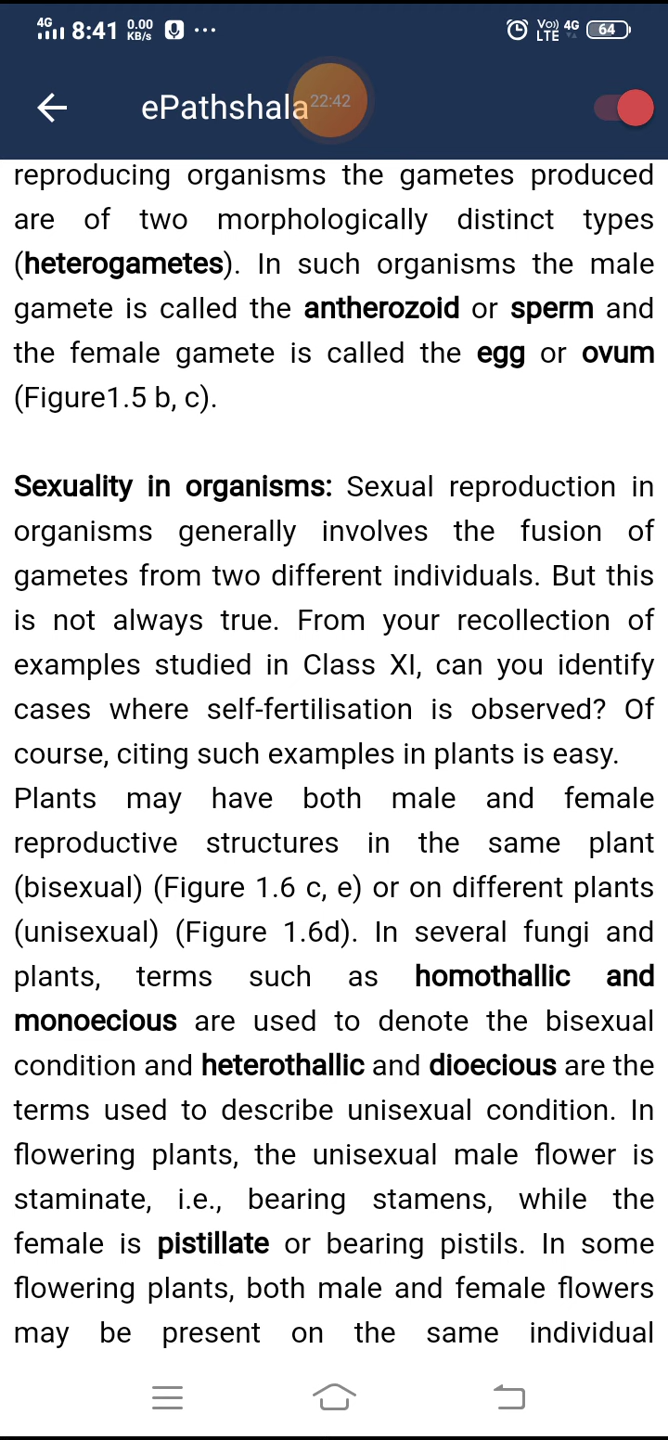 4G 8:41 0.00 KB/s ... Vo)) LTE 4G 64
ePathshala 22:42
reproducing organisms the gametes produced
are of two morphologically distinct types
(heterogametes). In such organisms the male
gamete is called the antherozoid or sperm and
the female gamete is called the egg or ovum
(Figure1.5 b, c).
Sexuality in organisms: Sexual reproduction in
organisms generally involves the fusion of
gametes from two different individuals. But this
is not always true. From your recollection of
examples studied in Class XI, can you identify
cases where self-fertilisation is observed? Of
course, citing such examples in plants is easy.
Plants may have both male and female
reproductive structures in the same plant
(bisexual) (Figure 1.6 c, e) or on different plants
(unisexual) (Figure 1.6d). In several fungi and
plants, terms such as homothallic and
monoecious are used to denote the bisexual
condition and heterothallic and dioecious are the
terms used to describe unisexual condition. In
flowering plants, the unisexual male flower is
staminate, i.e., bearing stamens, while the
female is pistillate or bearing pistils. In some
flowering plants, both male and female flowers
may be present on the same individual